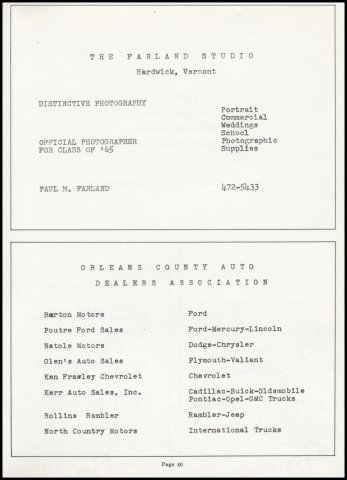 THE FARLAND STUDIO
Hardwick, Vermont
DISTINCTIVE PHOTOGRAPHY
Portrait
Commercial
Weddings
School
OFFICIAL PHOTOGRAPHER Photographic
FOR CLASS OF '65 Supplies
PAUL M. FARLAND 472-5433
ORLEANS COUNTY AUTO
DEALERS ASSOCIATION
Barton Motors Ford
Poutre Ford Sales Ford-Mercury-Lincoln
Natole Motors Dodge-Chrysler
Glen's Auto Sales Plymouth-Valiant
Ken Frawley Chevrolet Chevrolet
Kerr Auto Sales, Inc. Cadillac-Buick-Oldsmobile
Pontiac-Opel-GMC Trucks
Rollins Rambler Rambler-Jeep
North Country Motors International Trucks
Page 40